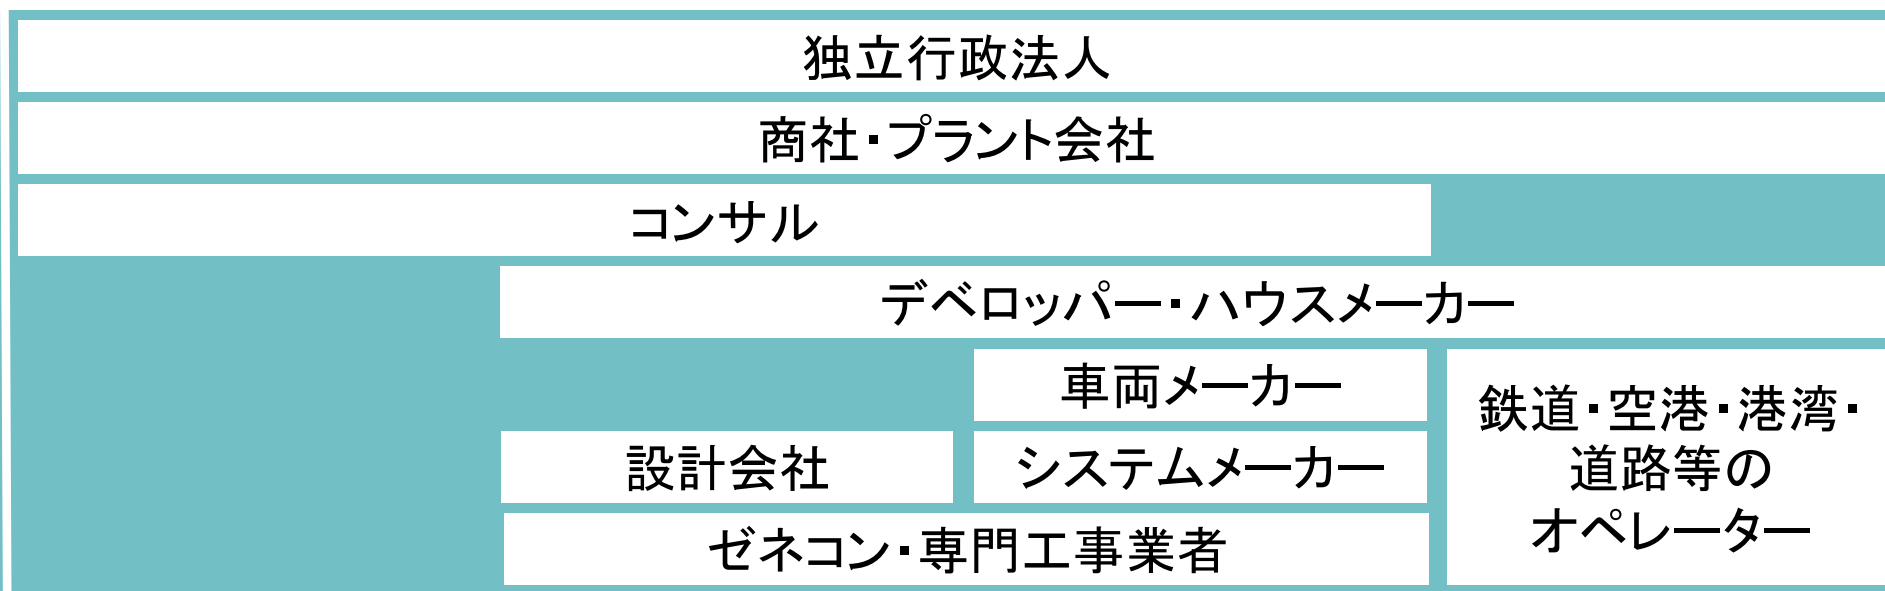 独立行政法人
商社・プラント会社
コンサル
デベロッパー・ハウスメーカー
車両メーカー
設計会社
システムメーカー
ゼネコン・専門工事業者
鉄道・空港・港湾・
道路等の
オペレーター